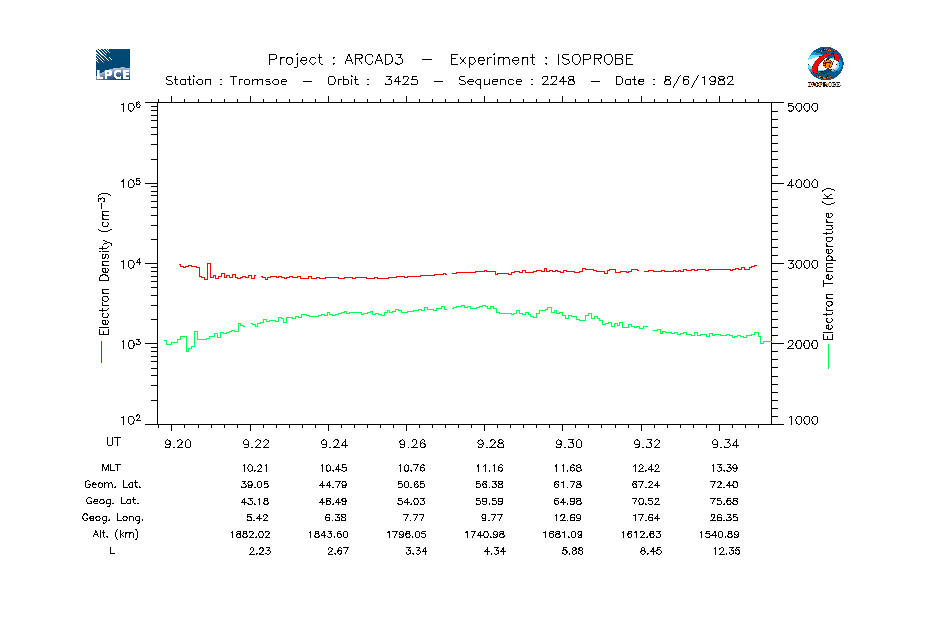 LPCE
Project : ARCAD3 — Experiment : ISOPROBE
Station : Tromsoe — Orbit : 3425 — Sequence : 2248 — Date : 8/6/1982
ISOPROBE
10⁶
10⁵
10⁴
10³
10²
Electron Density (cm⁻³)
5000
4000
3000
2000
1000
Electron Temperature (K)
UT 9.20 9.22 9.24 9.26 9.28 9.30 9.32 9.34
MLT 10.21 10.45 10.76 11.16 11.68 12.42 13.39
Geom. Lat. 39.05 44.79 50.65 56.38 61.78 67.24 72.40
Geog. Lat. 43.18 48.49 54.03 59.59 64.98 70.52 75.68
Geog. Long. 5.42 6.38 7.77 9.77 12.69 17.64 26.35
Alt. (km) 1882.02 1843.60 1796.05 1740.98 1681.09 1612.63 1540.89
L 2.23 2.67 3.34 4.34 5.88 8.45 12.35